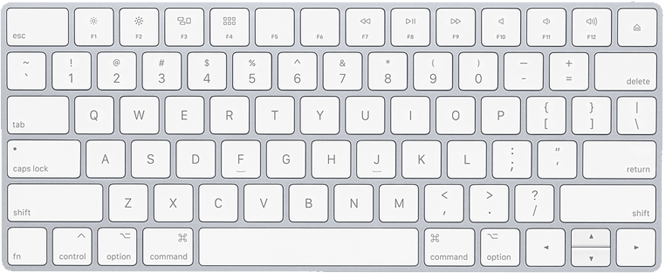 esc F1 F2 F3 F4 F5 F6 F7 F8 F9 F10 F11 F12
~ ! @ # $ % ^ & * ( ) — +
` 1 2 3 4 5 6 7 8 9 0 - = delete
tab Q W E R T Y U I O P { [ } ] | \
caps lock A S D F G H J K L : ; " ' return
shift Z X C V B N M < , > . ? / shift
fn control option command command option